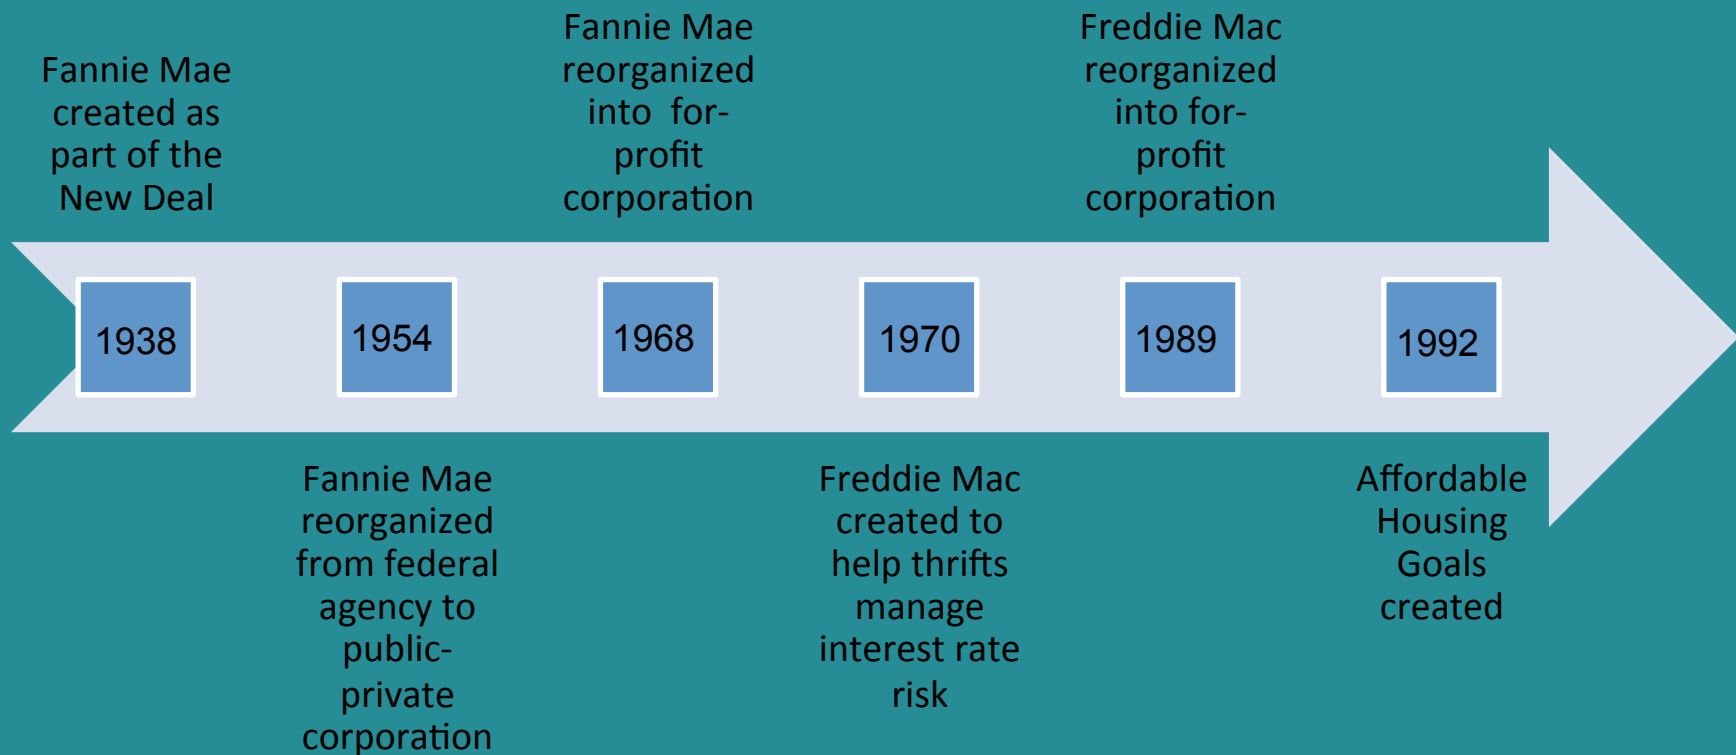 Fannie Mae
created as
part of the
New Deal
Fannie Mae
reorganized
into for-
profit
corporation
Freddie Mac
reorganized
into for-
profit
corporation
1938
1954
1968
1970
1989
1992
Fannie Mae
reorganized
from federal
agency to
public-
private
corporation
Freddie Mac
created to
help thrifts
manage
interest rate
risk
Affordable
Housing
Goals
created